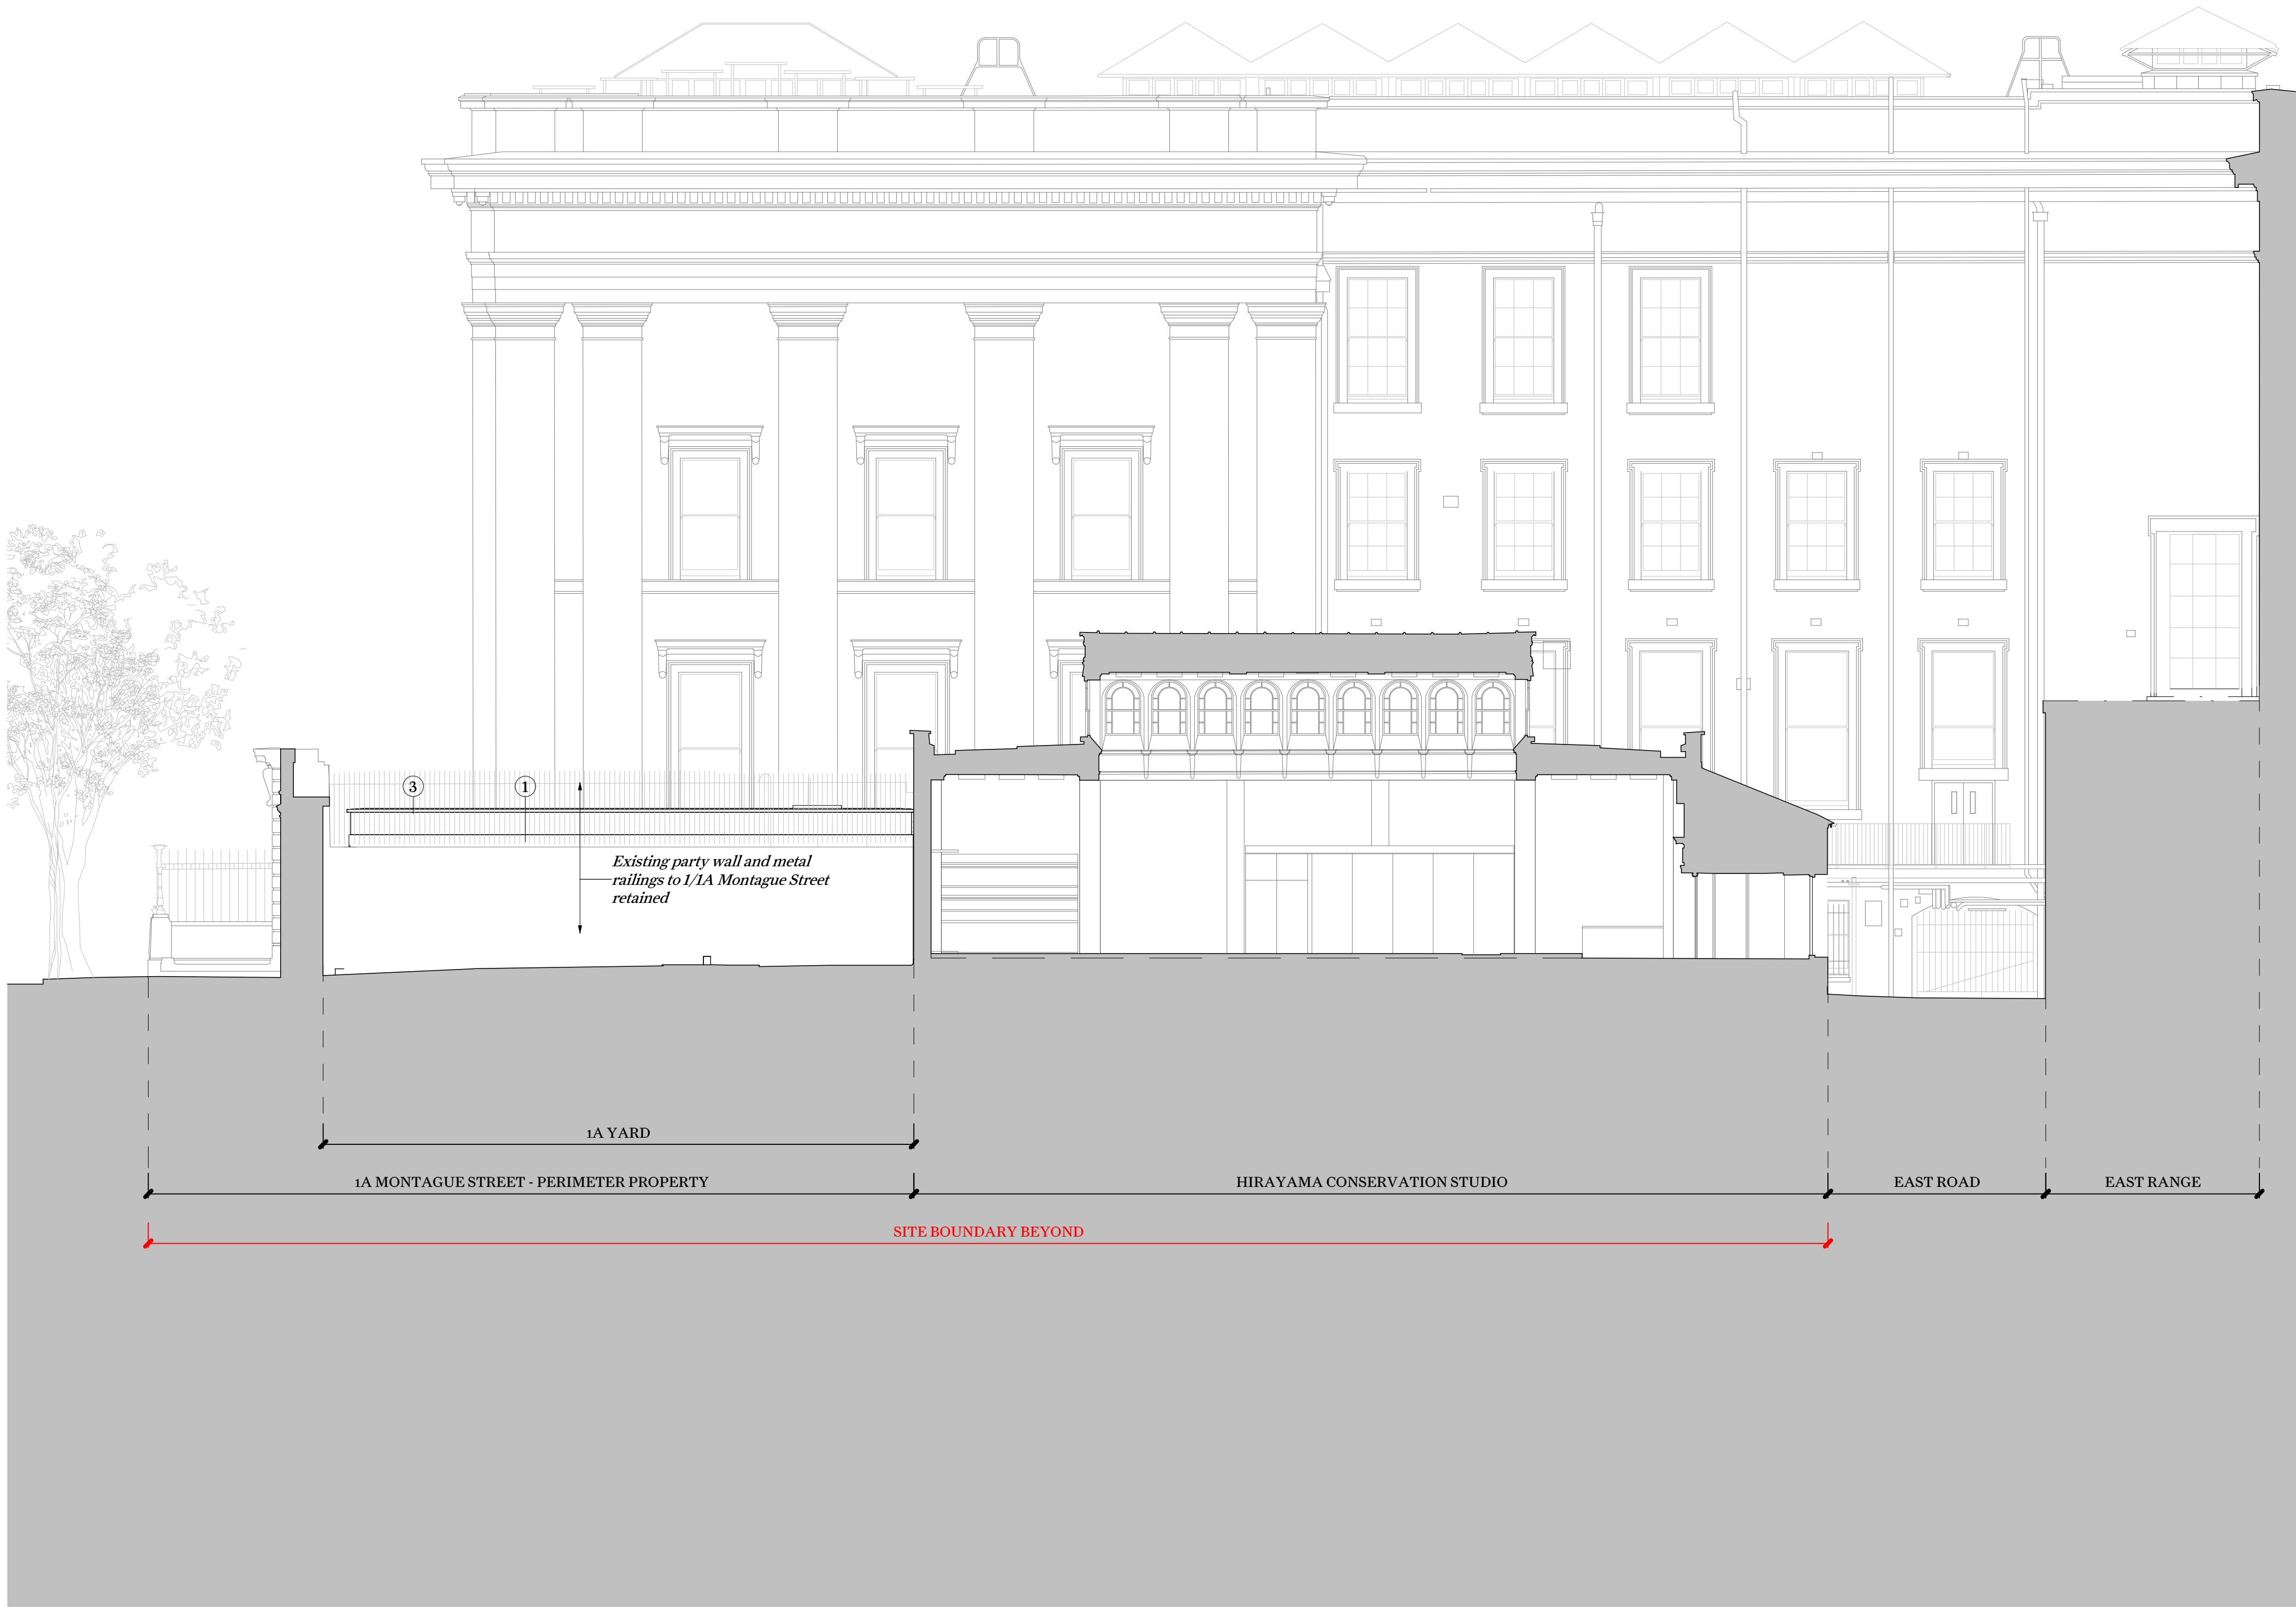 3
1
Existing party wall and metal
railings to 1/1A Montague Street
retained
1A YARD
1A MONTAGUE STREET - PERIMETER PROPERTY
HIRAYAMA CONSERVATION STUDIO
EAST ROAD
EAST RANGE
SITE BOUNDARY BEYOND